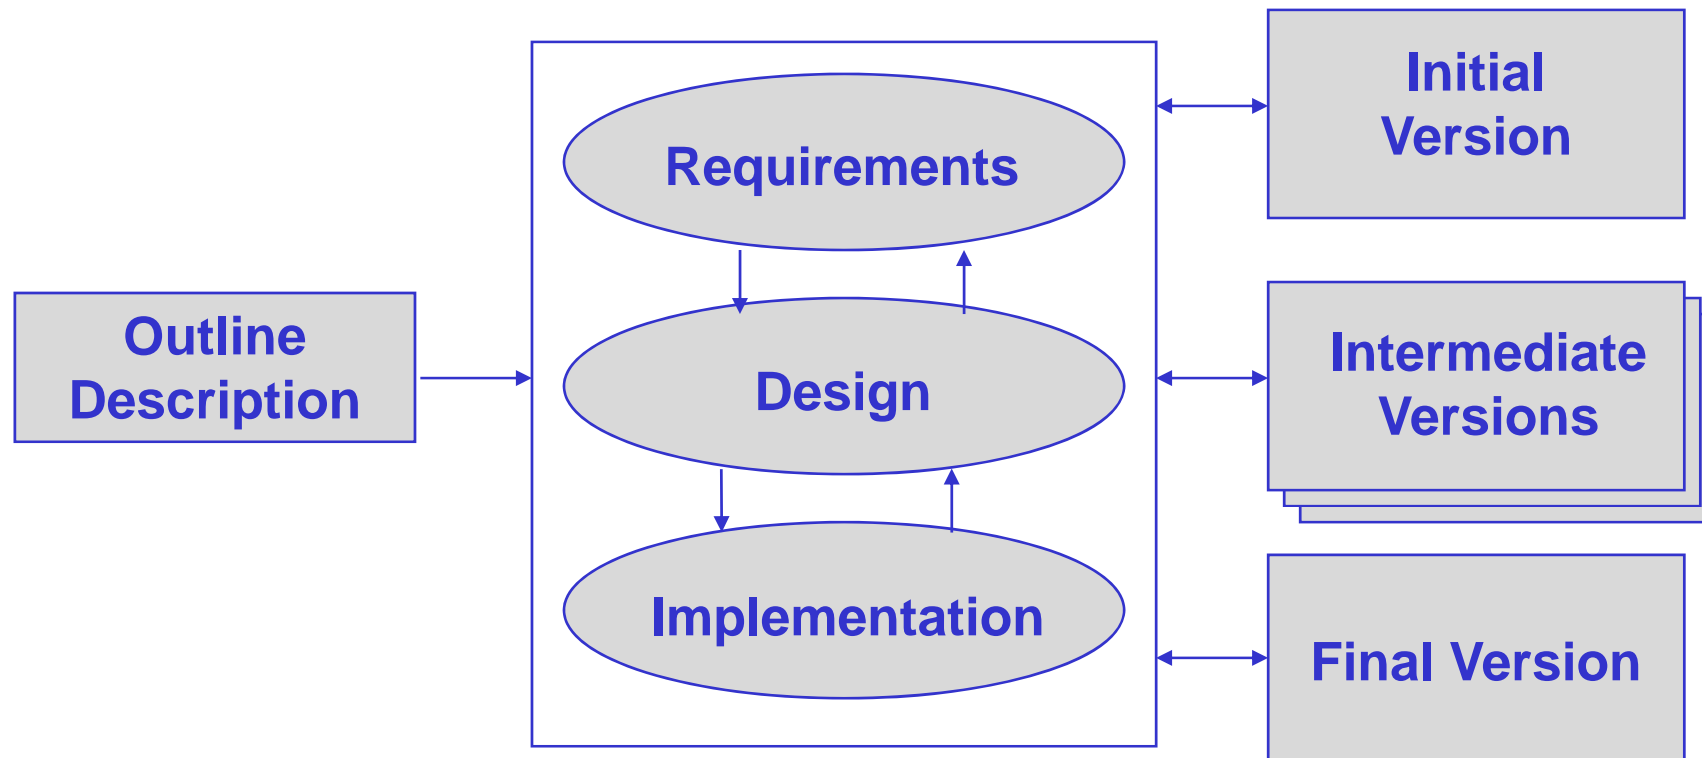 Outline
Description
Requirements
Design
Implementation
Initial
Version
Intermediate
Versions
Final Version